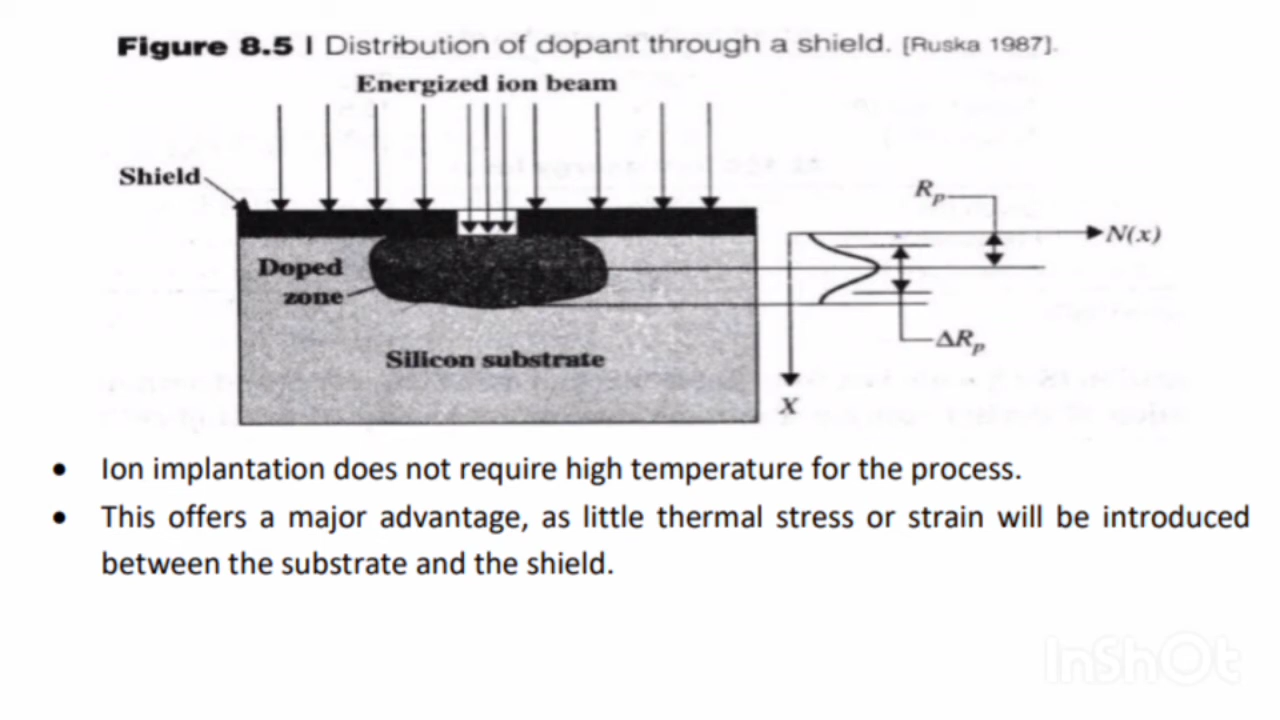 Figure 8.5 | Distribution of dopant through a shield. [Ruska 1987].
Energized ion beam
Shield
Rp
N(x)
Doped
zone
ΔRp
Silicon substrate
X
• Ion implantation does not require high temperature for the process.
• This offers a major advantage, as little thermal stress or strain will be introduced
between the substrate and the shield.
InShOt